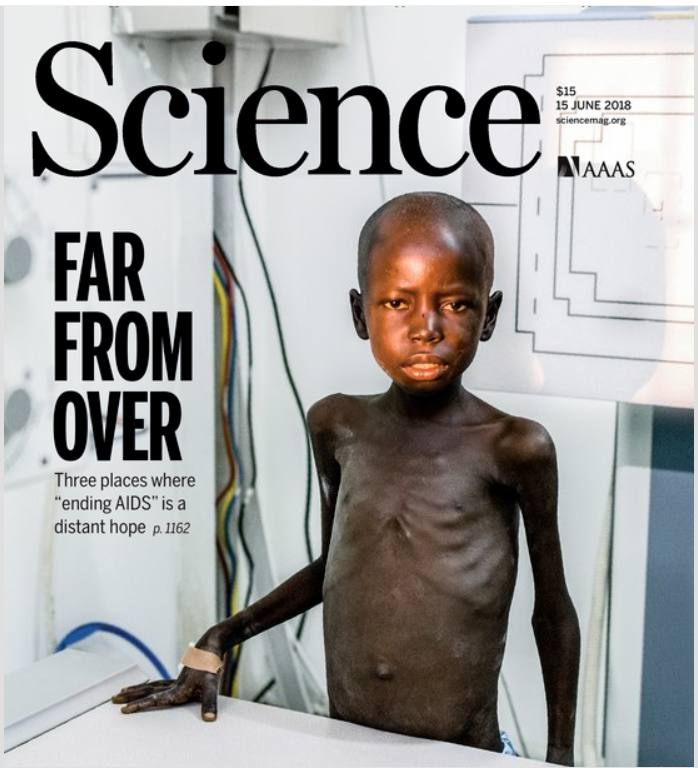 Science
$15
15 JUNE 2018
sciencemag.org
AAAS
FAR
FROM
OVER
Three places where
“ending AIDS” is a
distant hope p. 1162